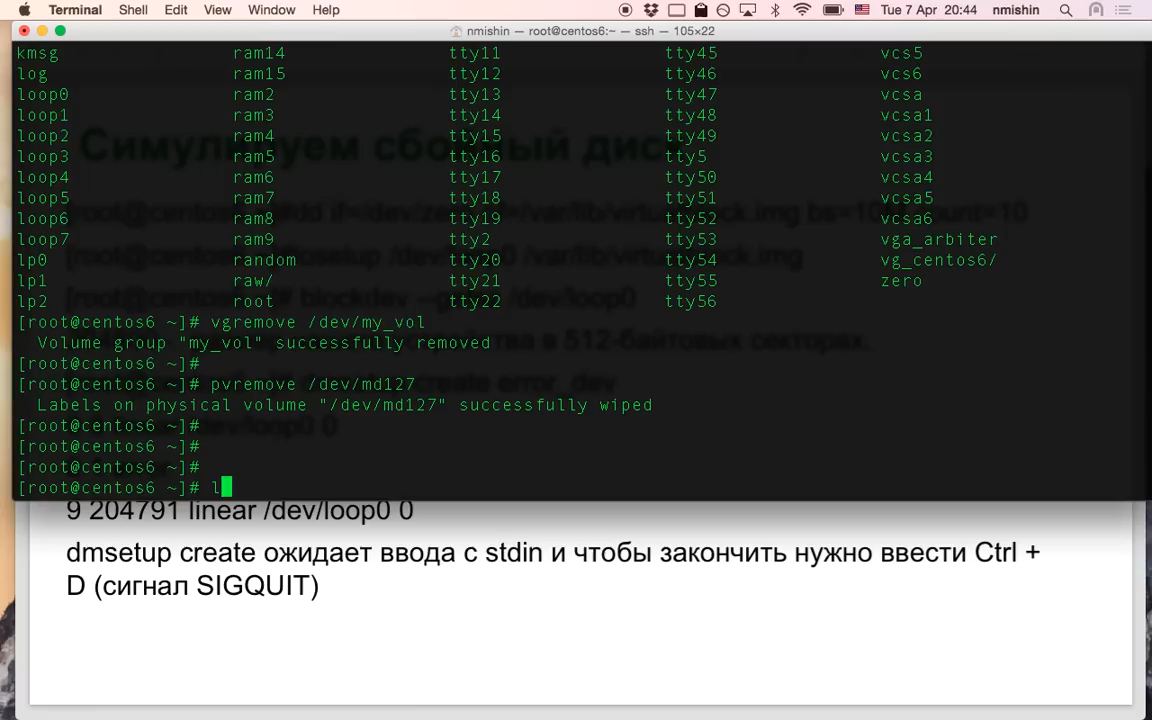 Terminal Shell Edit View Window Help Tue 7 Apr 20:44 nmishin
nmishin — root@centos6:~ — ssh — 105×22
kmsg ram14 tty11 tty45 vcs5
log ram15 tty12 tty46 vcs6
loop0 ram2 tty13 tty47 vcsa
loop1 ram3 tty14 tty48 vcsa1
loop2 ram4 tty15 tty49 vcsa2
loop3 ram5 tty16 tty5 vcsa3
loop4 ram6 tty17 tty50 vcsa4
loop5 ram7 tty18 tty51 vcsa5
loop6 ram8 tty19 tty52 vcsa6
loop7 ram9 tty2 tty53 vga_arbiter
lp0 random tty20 tty54 vg_centos6/
lp1 raw/ tty21 tty55 zero
lp2 root tty22 tty56
[root@centos6 ~]# vgremove /dev/my_vol
Volume group "my_vol" successfully removed
[root@centos6 ~]#
[root@centos6 ~]# pvremove /dev/md127
Labels on physical volume "/dev/md127" successfully wiped
[root@centos6 ~]#
[root@centos6 ~]#
[root@centos6 ~]#
[root@centos6 ~]# l
9 204791 linear /dev/loop0 0
dmsetup create ожидает ввода с stdin и чтобы закончить нужно ввести Ctrl +
D (сигнал SIGQUIT)